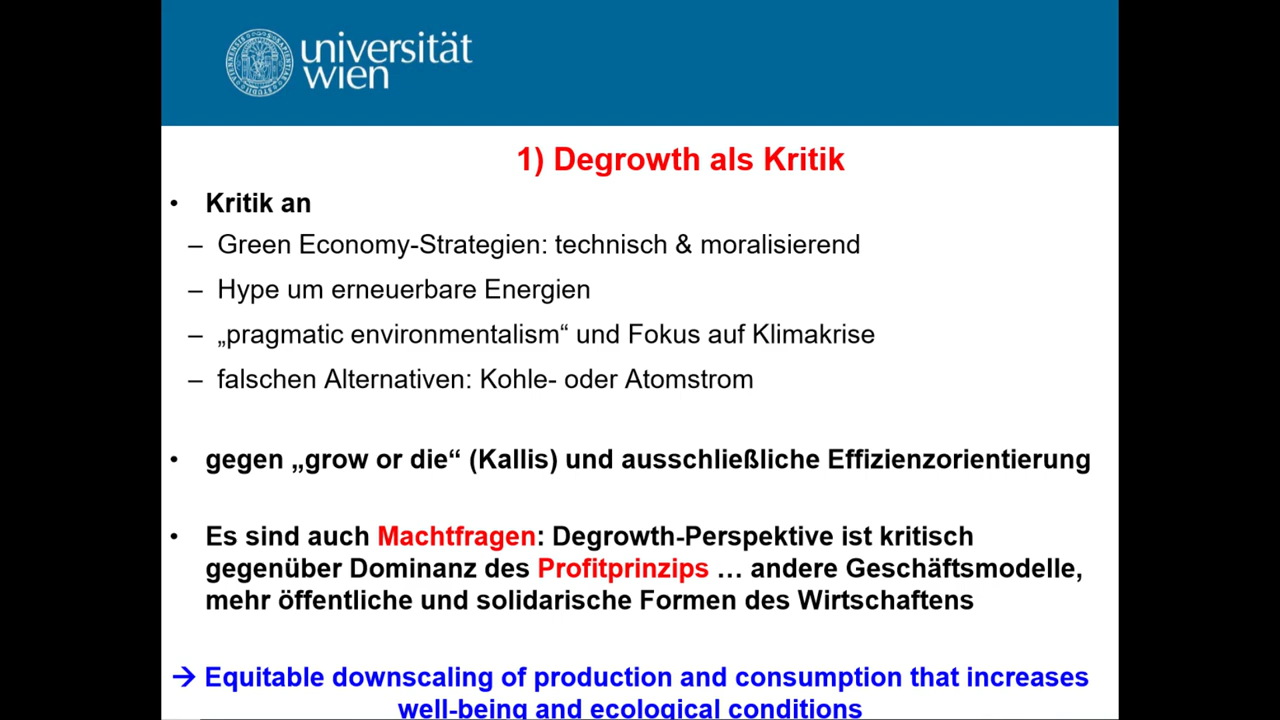 universität
wien
1) Degrowth als Kritik
• Kritik an
– Green Economy-Strategien: technisch & moralisierend
– Hype um erneuerbare Energien
– „pragmatic environmentalism“ und Fokus auf Klimakrise
– falschen Alternativen: Kohle- oder Atomstrom
• gegen „grow or die“ (Kallis) und ausschließliche Effizienzorientierung
• Es sind auch Machtfragen: Degrowth-Perspektive ist kritisch
gegenüber Dominanz des Profitprinzips … andere Geschäftsmodelle,
mehr öffentliche und solidarische Formen des Wirtschaftens
→ Equitable downscaling of production and consumption that increases
well-being and ecological conditions